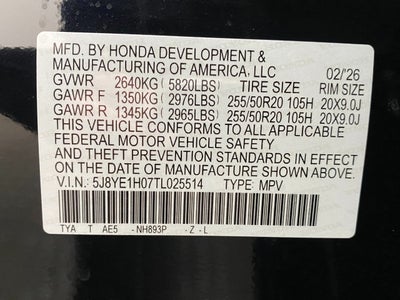 MFD. BY HONDA DEVELOPMENT &
MANUFACTURING OF AMERICA, LLC 02/'26
GVWR 2640KG (5820LBS) TIRE SIZE RIM SIZE
GAWR F 1350KG (2976LBS) 255/50R20 105H 20X9.0J
GAWR R 1345KG (2965LBS) 255/50R20 105H 20X9.0J
THIS VEHICLE CONFORMS TO ALL APPLICABLE
FEDERAL MOTOR VEHICLE SAFETY
STANDARDS IN EFFECT ON THE DATE OF
MANUFACTURE SHOWN ABOVE.
V.I.N.: 5J8YE1H07TL025514 TYPE: MPV
TYA T AE5 -NH893P -Z-L